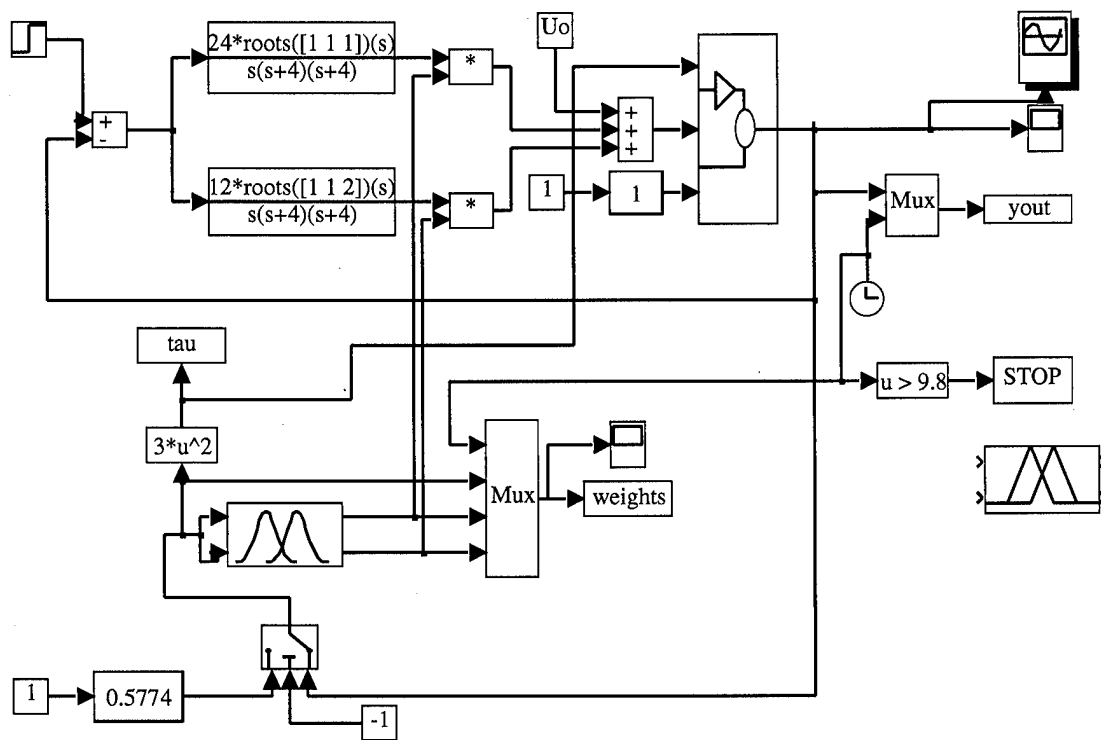 24*roots([1 1 1])(s)
s(s+4)(s+4)
*
Uo
+
-
+
+
+
12*roots([1 1 2])(s)
s(s+4)(s+4)
*
1
1
Mux
yout
tau
3*u^2
u > 9.8
STOP
Mux
weights
1
0.5774
-1